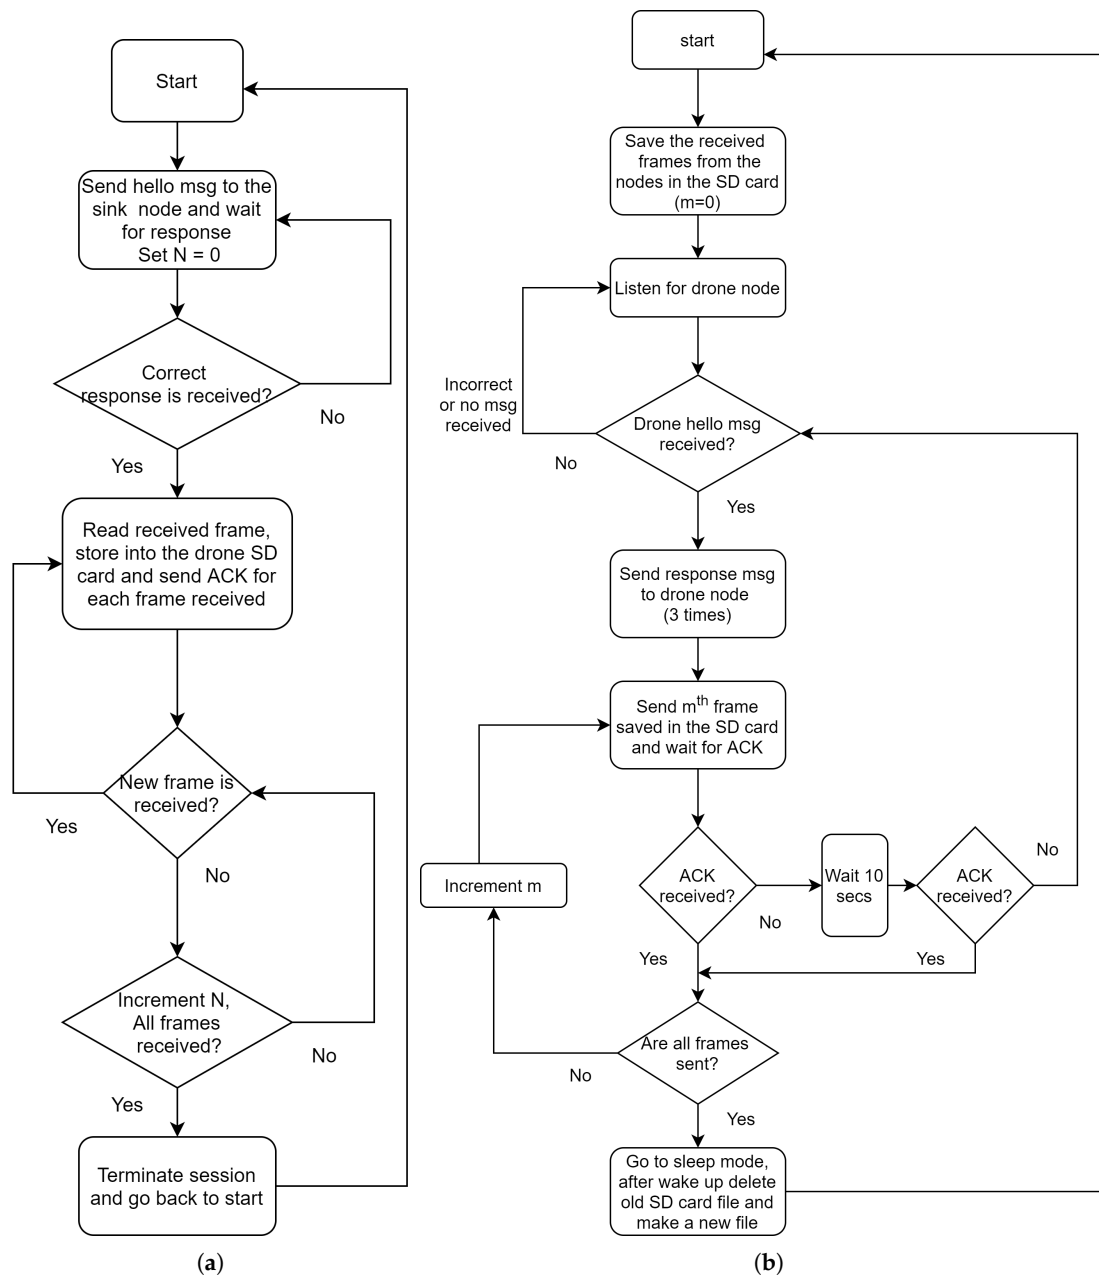 Start
Send hello msg to the
sink node and wait
for response
Set N = 0
Correct
response is received?
No
Yes
Read received frame,
store into the drone SD
card and send ACK for
each frame received
New frame is
received?
Yes
No
Increment N,
All frames
received?
No
Yes
Terminate session
and go back to start
(a)
start
Save the received
frames from the
nodes in the SD card
(m=0)
Listen for drone node
Incorrect
or no msg
received
Drone hello msg
received?
No
Yes
Send response msg
to drone node
(3 times)
Send mth frame
saved in the SD card
and wait for ACK
Increment m
ACK
received?
No
Wait 10
secs
ACK
received?
No
Yes
Yes
Are all frames
sent?
No
Yes
Go to sleep mode,
after wake up delete
old SD card file and
make a new file
(b)